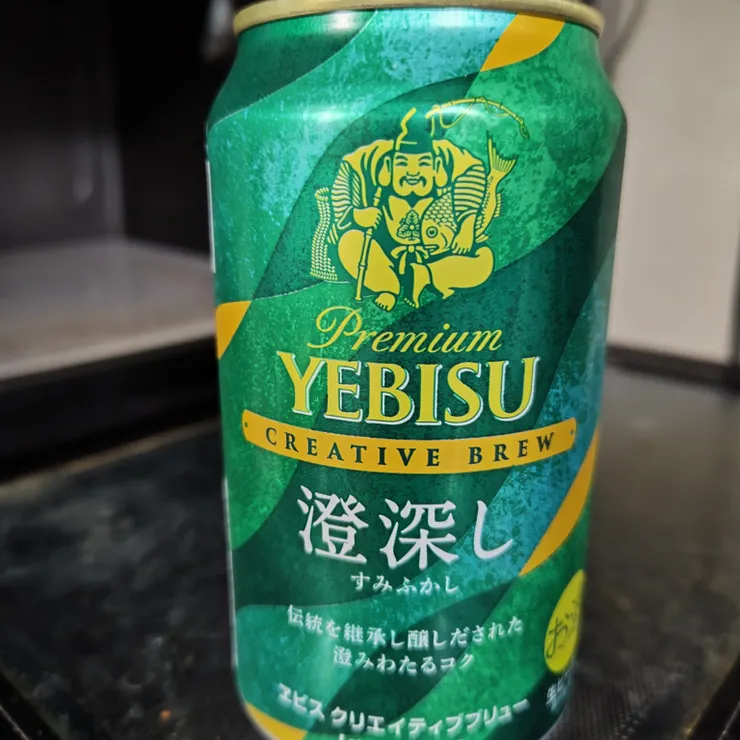 Premium
YEBISU
CREATIVE BREW
澄深し
すみふかし
伝統を継承し醸しだされた
澄みわたるコク
ヱビス クリエイティブブリュー